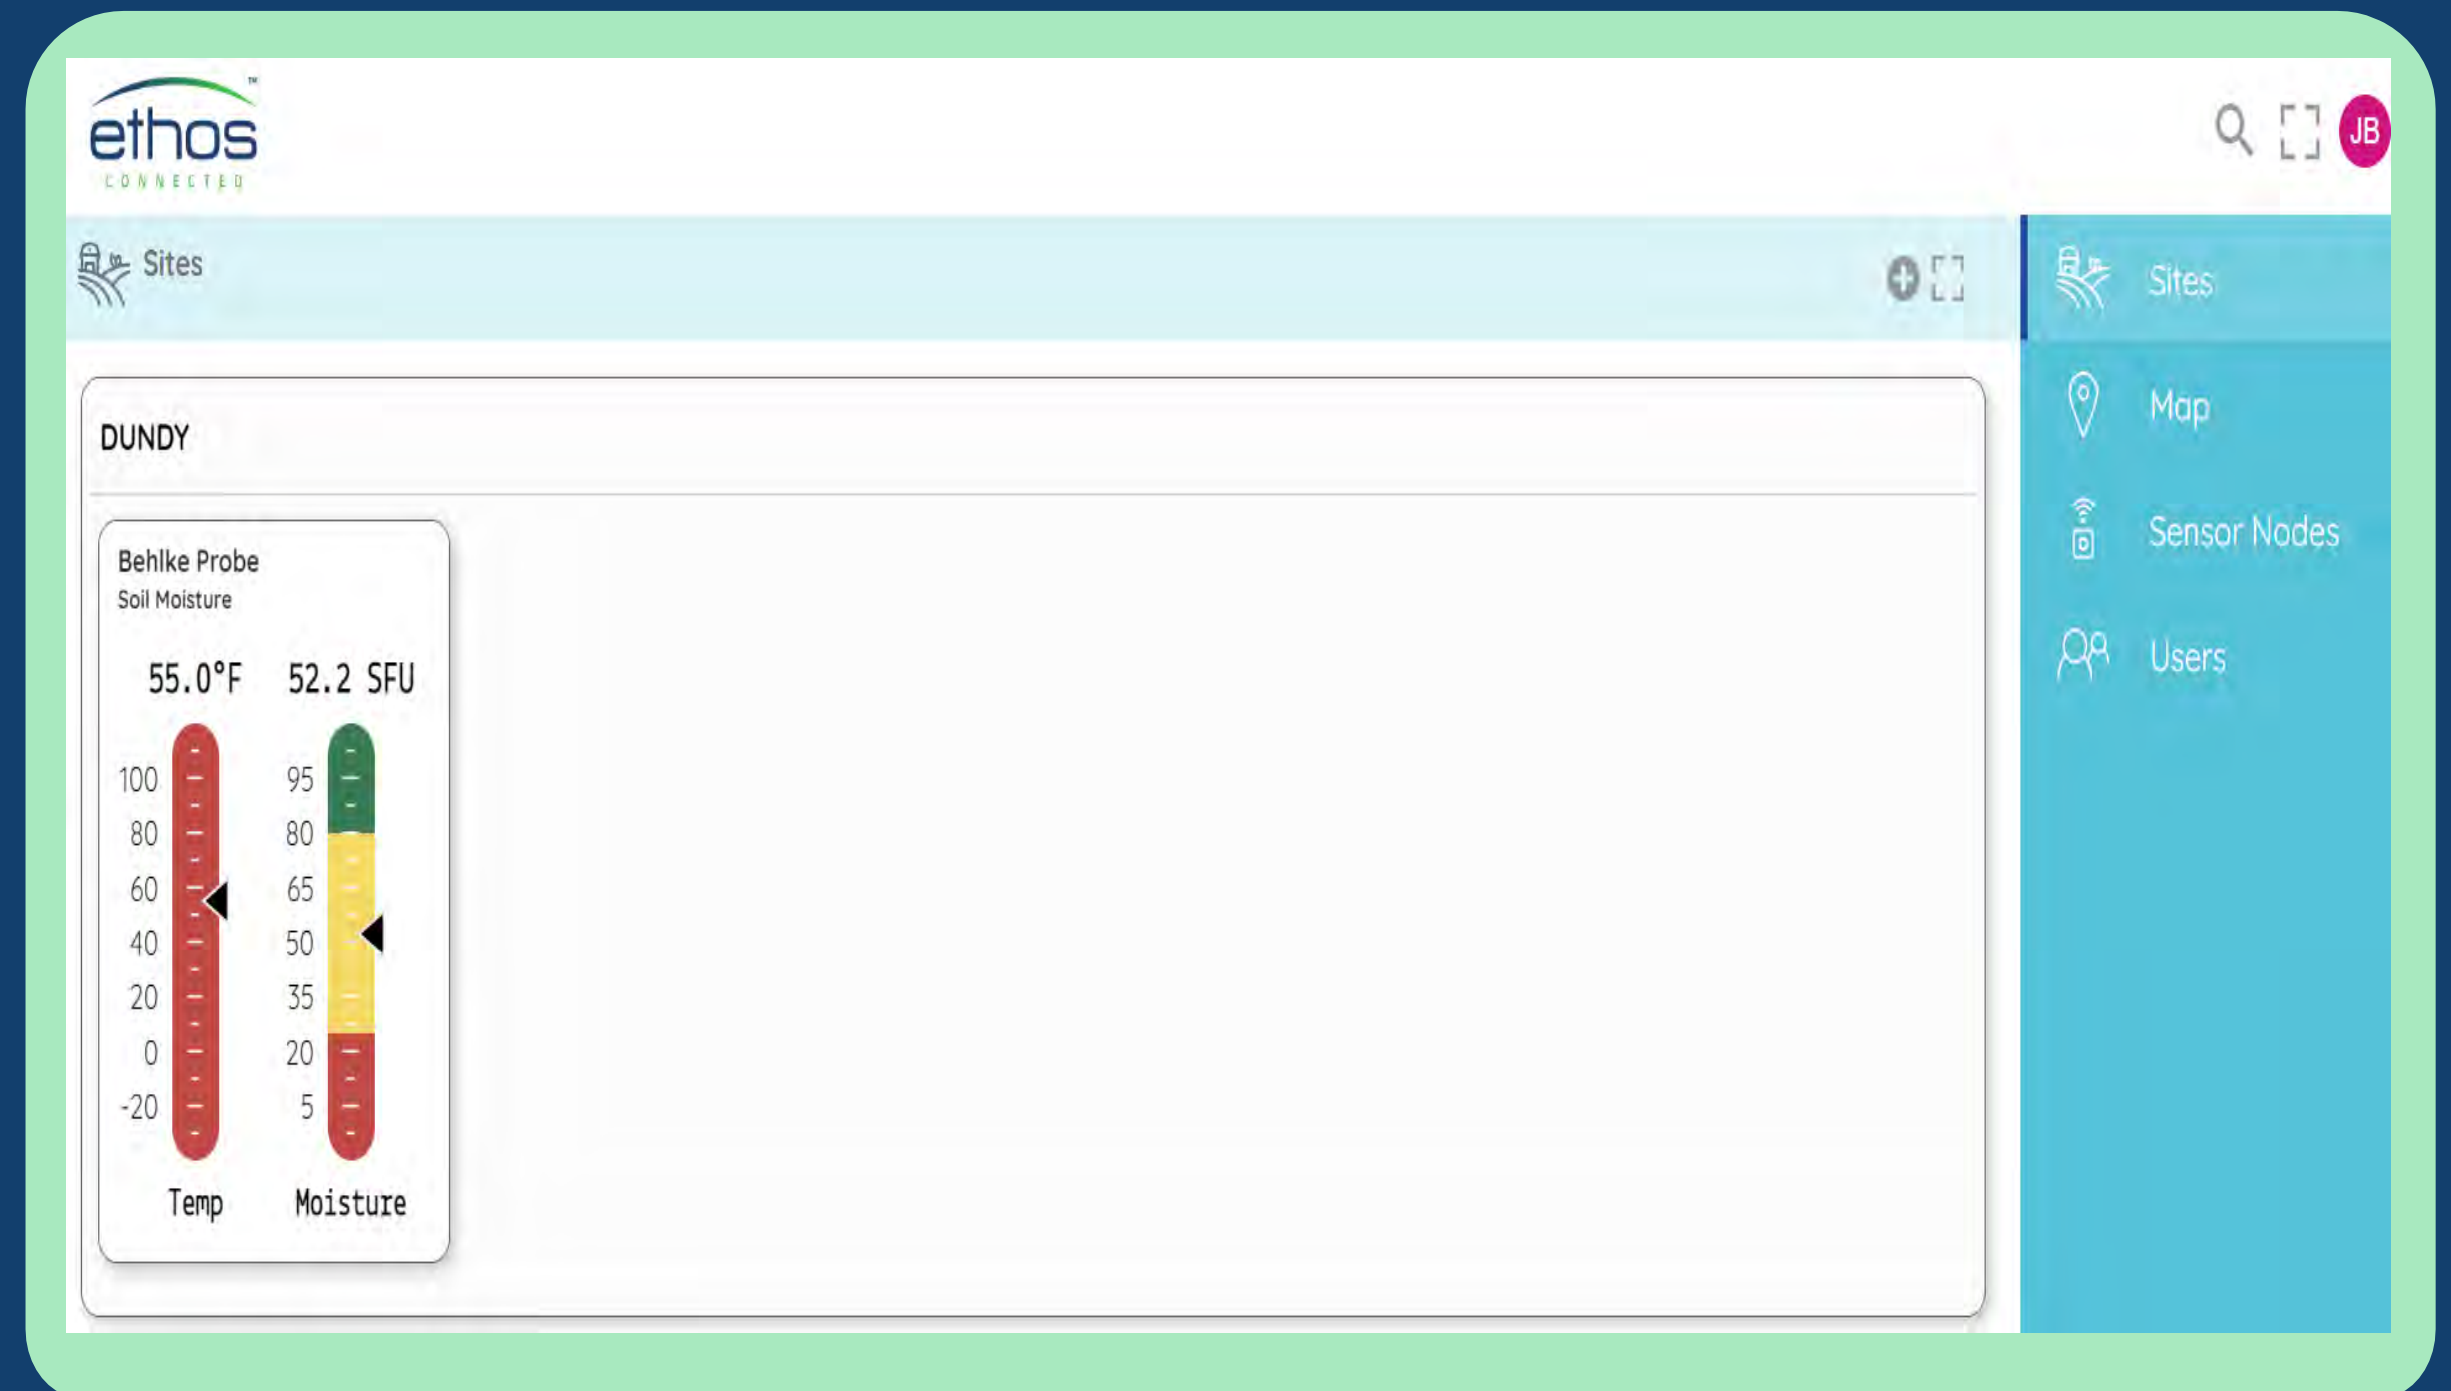 ethos
™
CONNECTED
JB
Sites
Sites
Map
Sensor Nodes
Users
DUNDY
Behlke Probe
Soil Moisture
55.0°F 52.2 SFU
100 95
80 80
60 65
40 50
20 35
0 20
-20 5
Temp Moisture